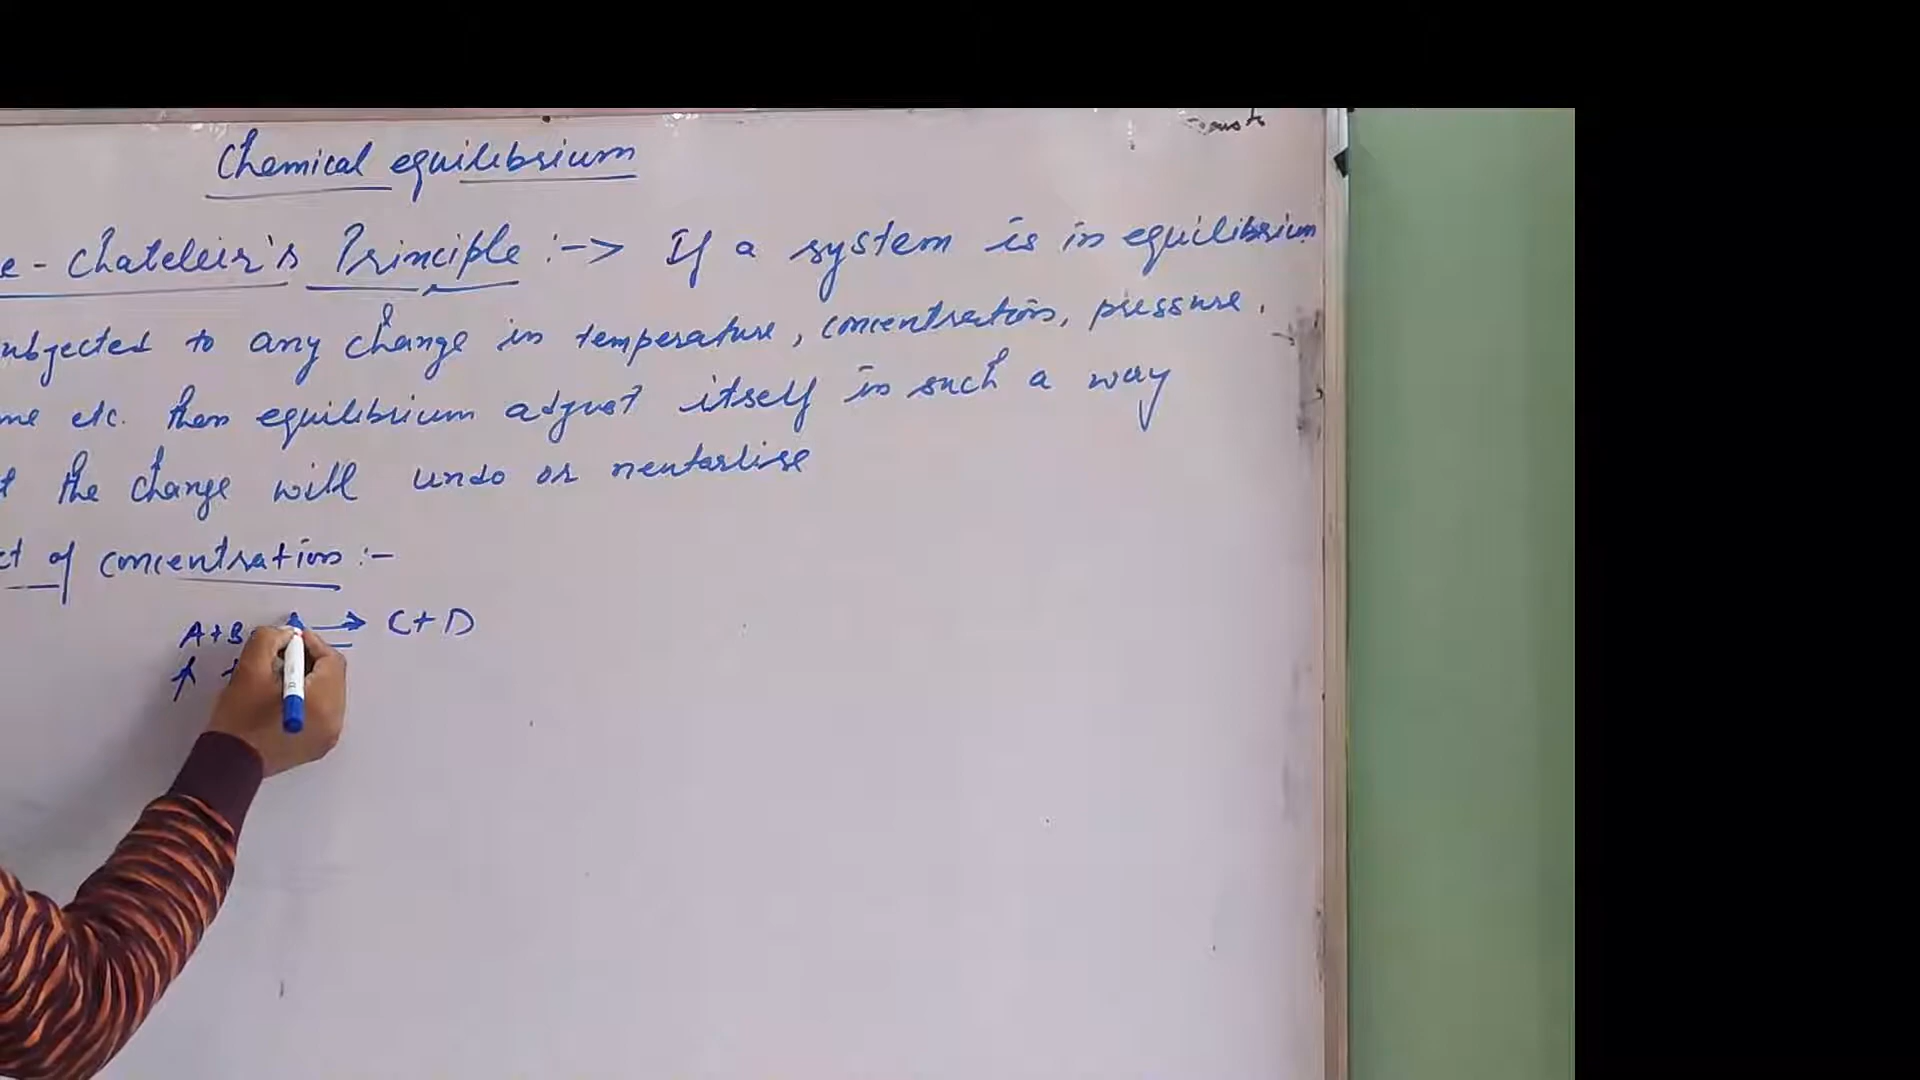 Chemical equilibrium
e - Chateleir's Principle :-> If a system is in equilibrium
ubjected to any change in temperature, concentration, pressure,
me etc. then equilibrium adjust itself in such a way
t the change will undo or neutarlise
ct of concentration :-
A+B ⇌ C+D